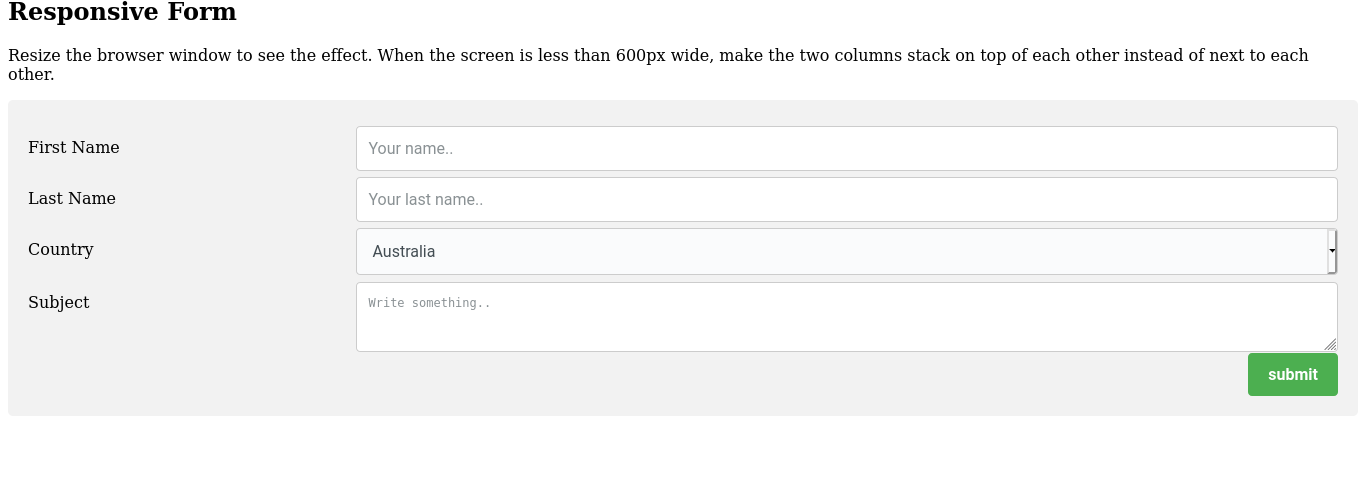 Responsive Form
Resize the browser window to see the effect. When the screen is less than 600px wide, make the two columns stack on top of each other instead of next to each
other.
First Name
Your name..
Last Name
Your last name..
Country
Australia
Subject
Write something..
submit